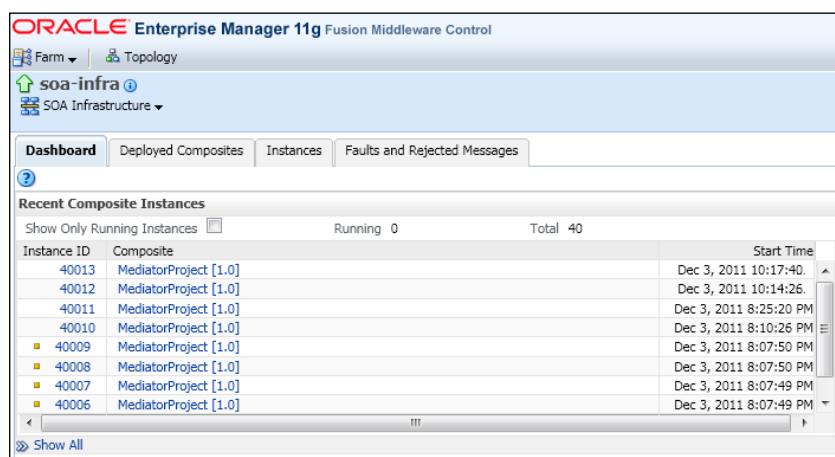 ORACLE Enterprise Manager 11g Fusion Middleware Control
Farm Topology
soa-infra
SOA Infrastructure
Dashboard Deployed Composites Instances Faults and Rejected Messages
Recent Composite Instances
Show Only Running Instances Running 0 Total 40
Instance ID Composite Start Time
40013 MediatorProject [1.0] Dec 3, 2011 10:17:40.
40012 MediatorProject [1.0] Dec 3, 2011 10:14:26.
40011 MediatorProject [1.0] Dec 3, 2011 8:25:20 PM
40010 MediatorProject [1.0] Dec 3, 2011 8:10:26 PM
40009 MediatorProject [1.0] Dec 3, 2011 8:07:50 PM
40008 MediatorProject [1.0] Dec 3, 2011 8:07:50 PM
40007 MediatorProject [1.0] Dec 3, 2011 8:07:49 PM
40006 MediatorProject [1.0] Dec 3, 2011 8:07:49 PM
Show All